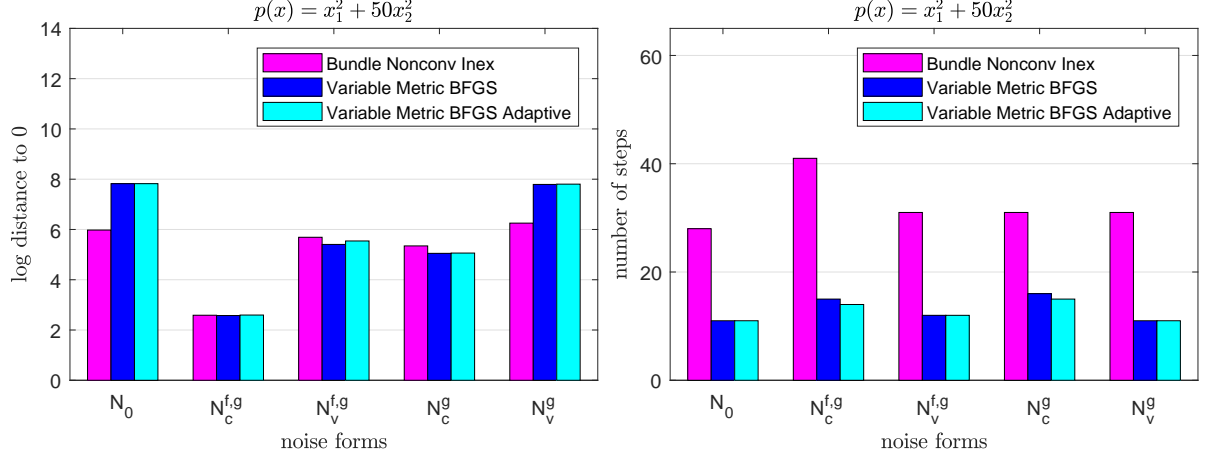 p(x) = x₁² + 50x₂²
14
12
10
8
6
4
2
0
log distance to 0
Bundle Nonconv Inex
Variable Metric BFGS
Variable Metric BFGS Adaptive
N₀ N_c^{f,g} N_v^{f,g} N_c^g N_v^g
noise forms
p(x) = x₁² + 50x₂²
60
40
20
0
number of steps
Bundle Nonconv Inex
Variable Metric BFGS
Variable Metric BFGS Adaptive
N₀ N_c^{f,g} N_v^{f,g} N_c^g N_v^g
noise forms